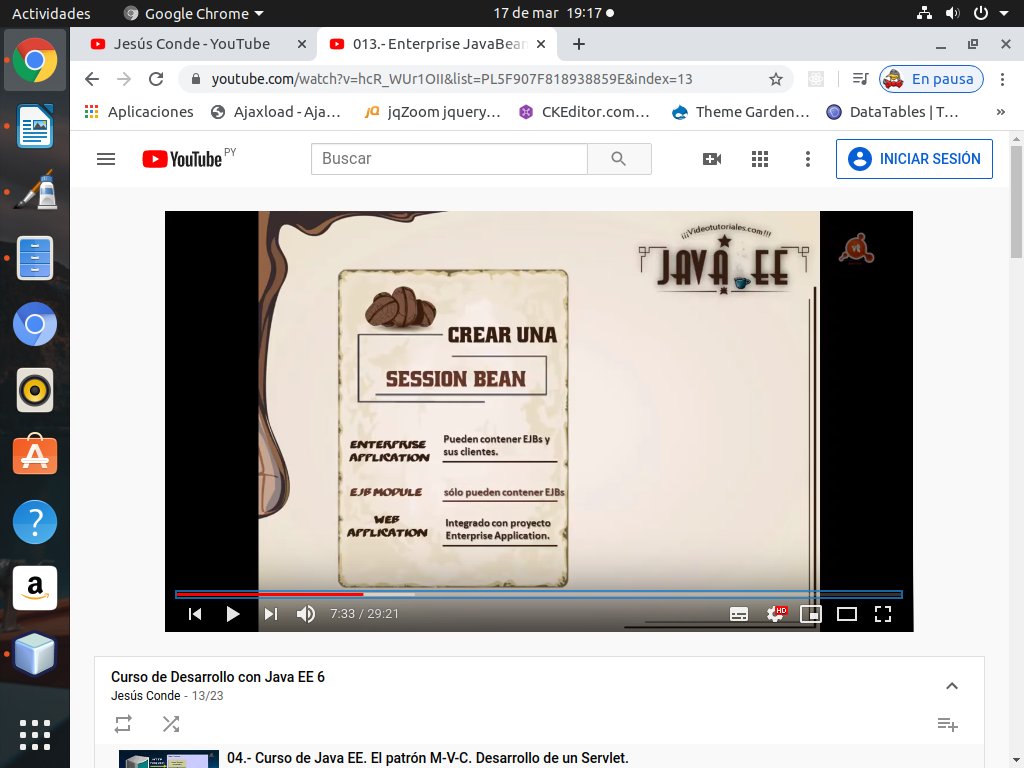 Actividades
Google Chrome
17 de mar 19:17
Jesús Conde - YouTube
013.- Enterprise JavaBean
youtube.com/watch?v=hcR_WUr1OII&list=PL5F907F818938859E&index=13
En pausa
Aplicaciones
Ajaxload - Aja...
jqZoom jquery...
CKEditor.com...
Theme Garden...
DataTables | T...
»
YouTube PY
Buscar
INICIAR SESIÓN
¡¡¡Videotutoriales.com!!!
JAVA EE
vt
CREAR UNA
SESSION BEAN
ENTERPRISE
APPLICATION
Pueden contener EJBs y
sus clientes.
EJB MODULE
sólo pueden contener EJBs
WEB
APPLICATION
Integrado con proyecto
Enterprise Application.
7:33 / 29:21
HD
Curso de Desarrollo con Java EE 6
Jesús Conde - 13/23
04.- Curso de Java EE. El patrón M-V-C. Desarrollo de un Servlet.